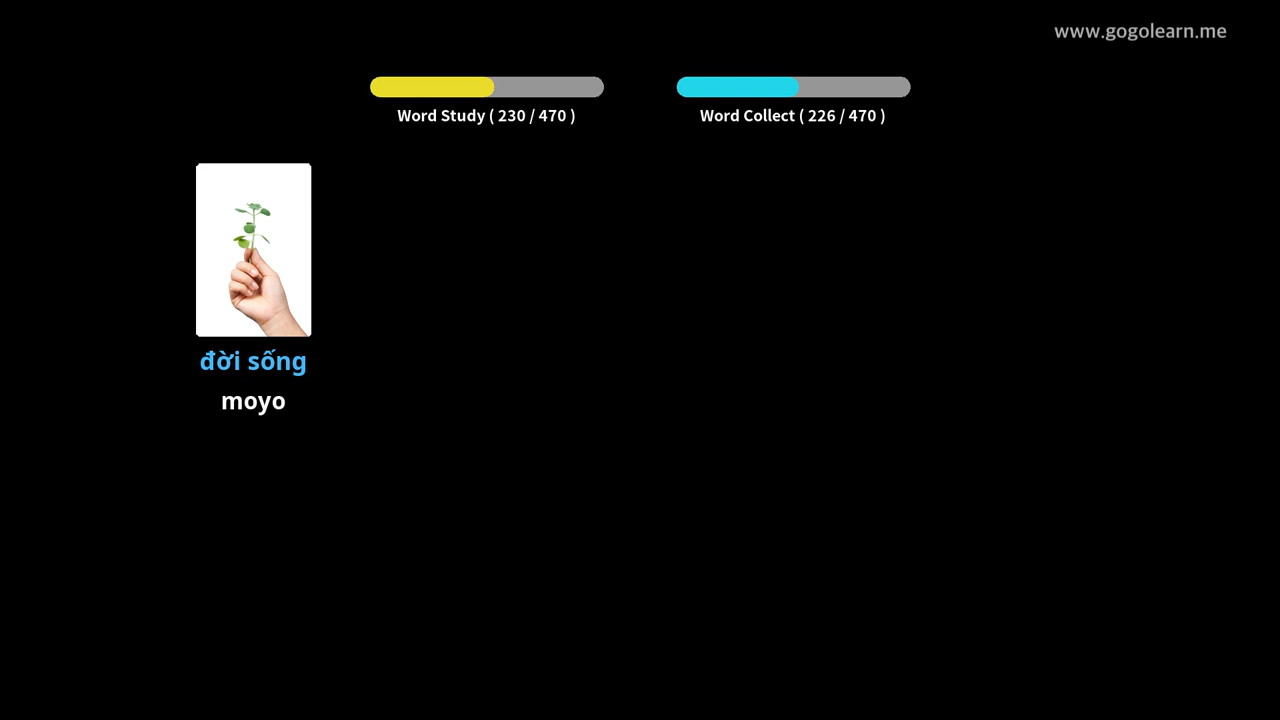 www.gogolearn.me
Word Study ( 230 / 470 )
Word Collect ( 226 / 470 )
đời sống
moyo